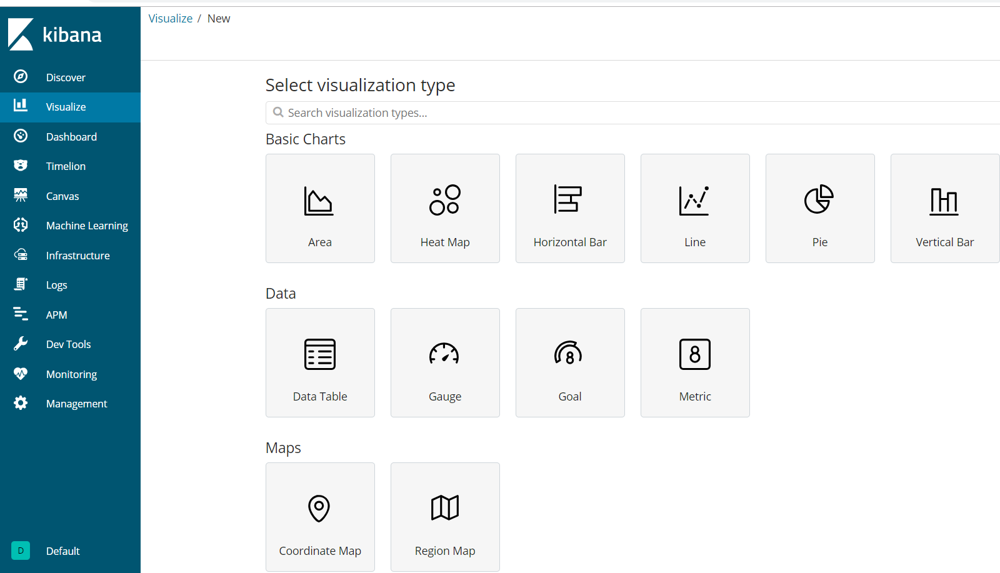 kibana
Discover
Visualize
Dashboard
Timelion
Canvas
Machine Learning
Infrastructure
Logs
APM
Dev Tools
Monitoring
Management
D Default
Visualize / New
Select visualization type
Search visualization types...
Basic Charts
Area Heat Map Horizontal Bar Line Pie Vertical Bar
Data
8 8
Data Table Gauge Goal Metric
Maps
Coordinate Map Region Map